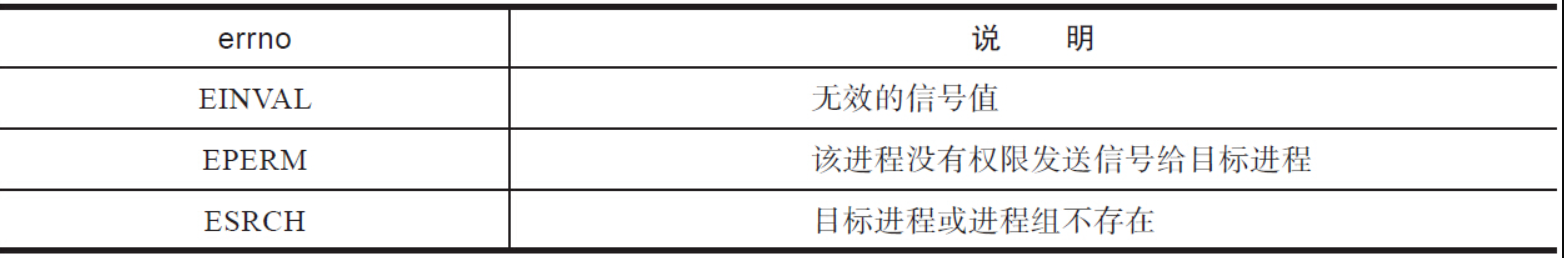 errno 说 明
EINVAL 无效的信号值
EPERM 该进程没有权限发送信号给目标进程
ESRCH 目标进程或进程组不存在